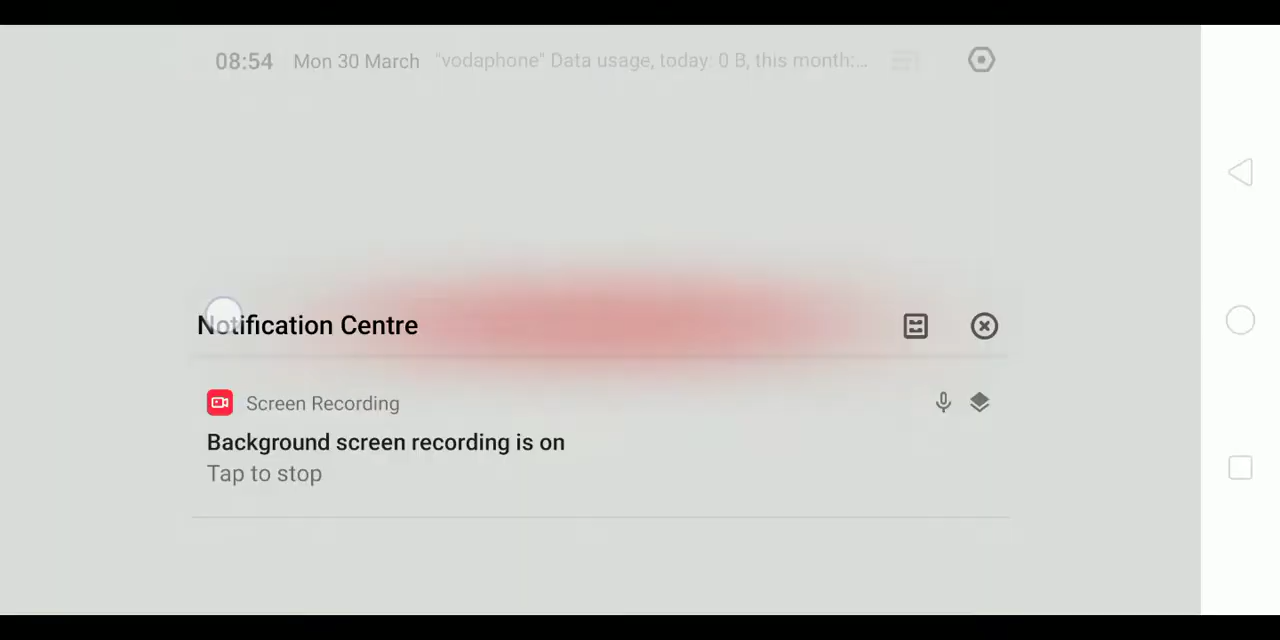 08:54 Mon 30 March "vodaphone" Data usage, today: 0 B, this month:...
Notification Centre
Screen Recording
Background screen recording is on
Tap to stop